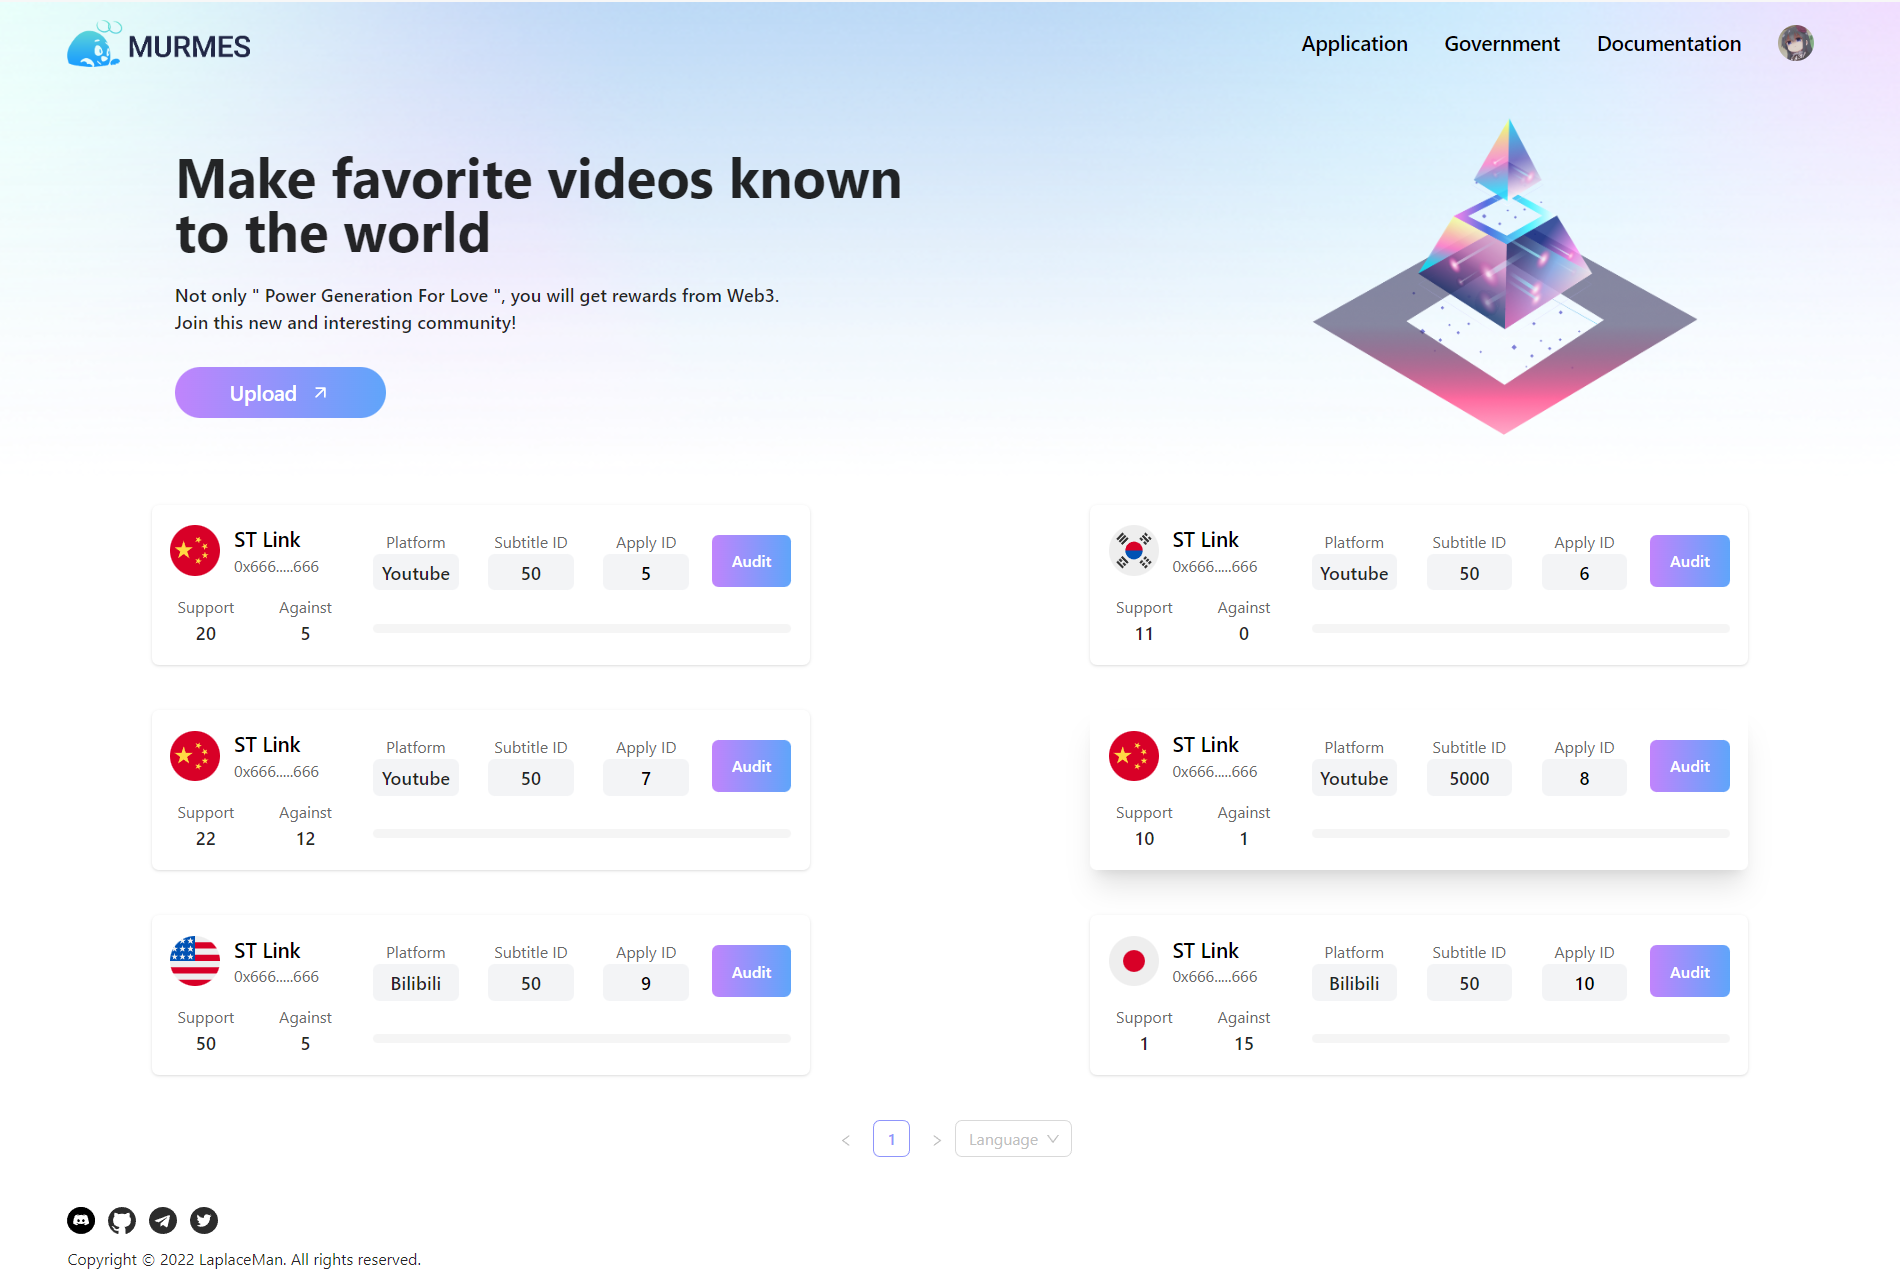 MURMES
Application
Government
Documentation
Make favorite videos known
to the world
Not only " Power Generation For Love ", you will get rewards from Web3.
Join this new and interesting community!
Upload
ST Link
0x666.....666
Platform
Youtube
Subtitle ID
50
Apply ID
5
Audit
Support
20
Against
5
ST Link
0x666.....666
Platform
Youtube
Subtitle ID
50
Apply ID
6
Audit
Support
11
Against
0
ST Link
0x666.....666
Platform
Youtube
Subtitle ID
50
Apply ID
7
Audit
Support
22
Against
12
ST Link
0x666.....666
Platform
Youtube
Subtitle ID
5000
Apply ID
8
Audit
Support
10
Against
1
ST Link
0x666.....666
Platform
Bilibili
Subtitle ID
50
Apply ID
9
Audit
Support
50
Against
5
ST Link
0x666.....666
Platform
Bilibili
Subtitle ID
50
Apply ID
10
Audit
Support
1
Against
15
< 1 >
Language
Copyright © 2022 LaplaceMan. All rights reserved.